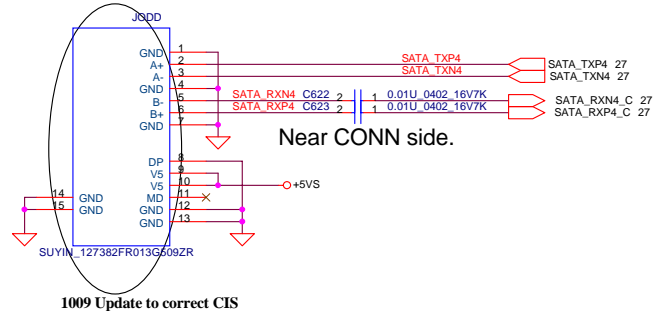 JODD
GND 1
A+ 2 SATA_TXP4 SATA_TXP4 27
A- 3 SATA_TXN4 SATA_TXN4 27
GND 4
B- 5 SATA_RXN4 C622 2 1 0.01U_0402_16V7K SATA_RXN4_C 27
B+ 6 SATA_RXP4 C623 2 1 0.01U_0402_16V7K SATA_RXP4_C 27
GND 7
Near CONN side.
DP 8
V5 9
V5 10 +5VS
14 GND MD 11
15 GND GND 12
GND 13
SUYIN_127382FR013G509ZR
1009 Update to correct CIS